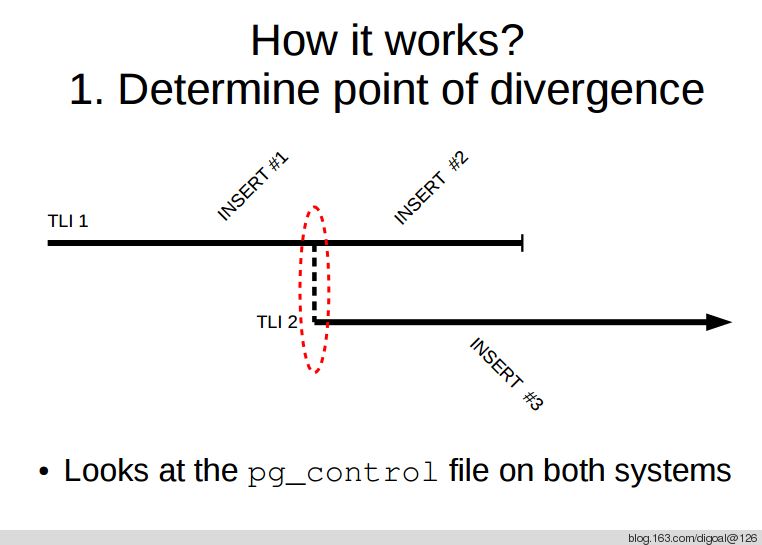 How it works?
1. Determine point of divergence
INSERT #1
INSERT #2
TLI 1
TLI 2
INSERT #3
• Looks at the pg_control file on both systems
blog.163.com/digoal@126